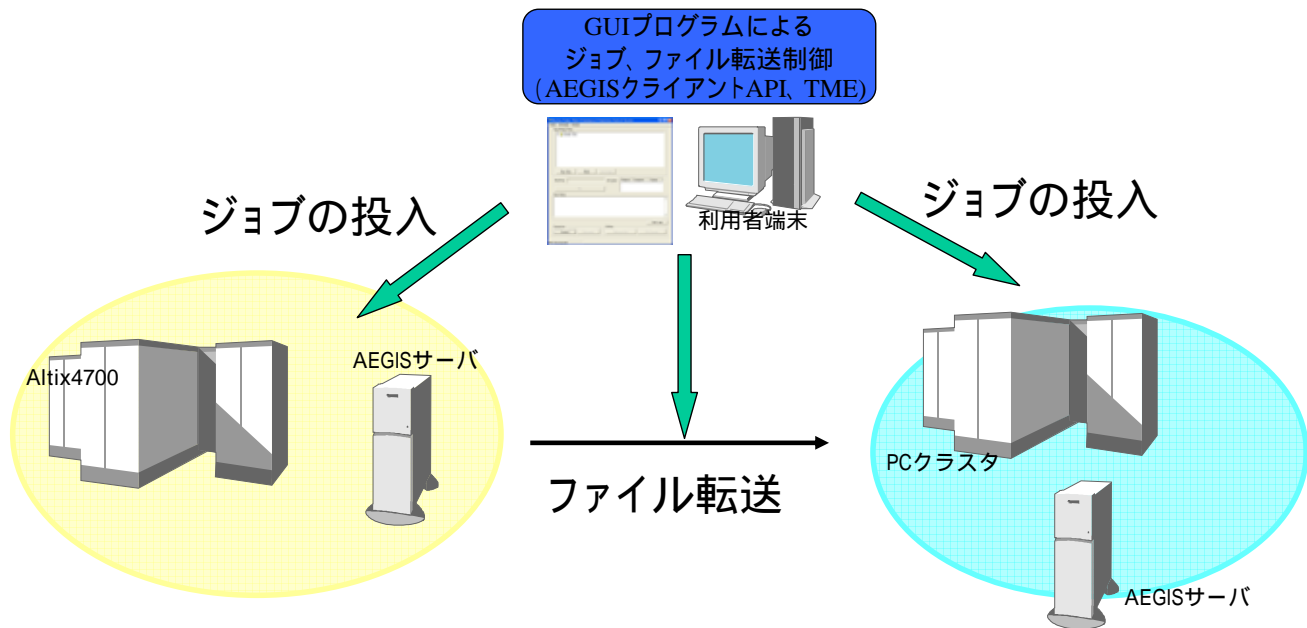 GUIプログラムによる
ジョブ、ファイル転送制御
(AEGISクライアントAPI、TME)
利用者端末
ジョブの投入
ジョブの投入
Altix4700
AEGISサーバ
ファイル転送
PCクラスタ
AEGISサーバ